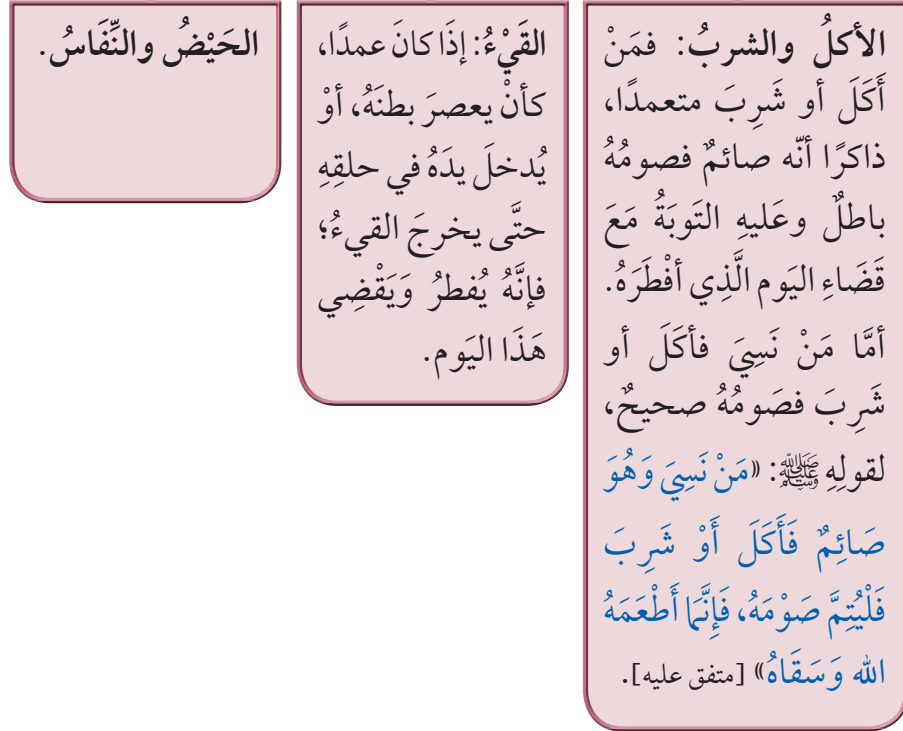 الأكلُ والشربُ: فمَنْ
أَكَلَ أو شَرِبَ متعمدًا،
ذاكرًا أنّه صائمٌ فصومُهُ
باطلٌ وعَليهِ التَوبَةُ مَعَ
قَضَاءِ اليَوم الَّذِي أفْطَرَهُ.
أمَّا مَنْ نَسِيَ فأكَلَ أو
شَرِبَ فصَومُهُ صحيحٌ،
لقولِهِ ﷺ: «مَنْ نَسِيَ وَهُوَ
صَائِمٌ فَأَكَلَ أَوْ شَرِبَ
فَلْيُتِمَّ صَوْمَهُ، فَإِنَّمَا أَطْعَمَهُ
الله وَسَقَاهُ» [متفق عليه].
القَيْءُ: إذَا كانَ عمدًا،
كأنْ يعصرَ بطنَهُ، أوْ
يُدخلَ يدَهُ في حلقِهِ
حتَّى يخرجَ القيءُ؛
فإنَّهُ يُفطرُ وَيَقْضِي
هَذَا اليَوم.
الحَيْضُ والنِّفَاسُ.